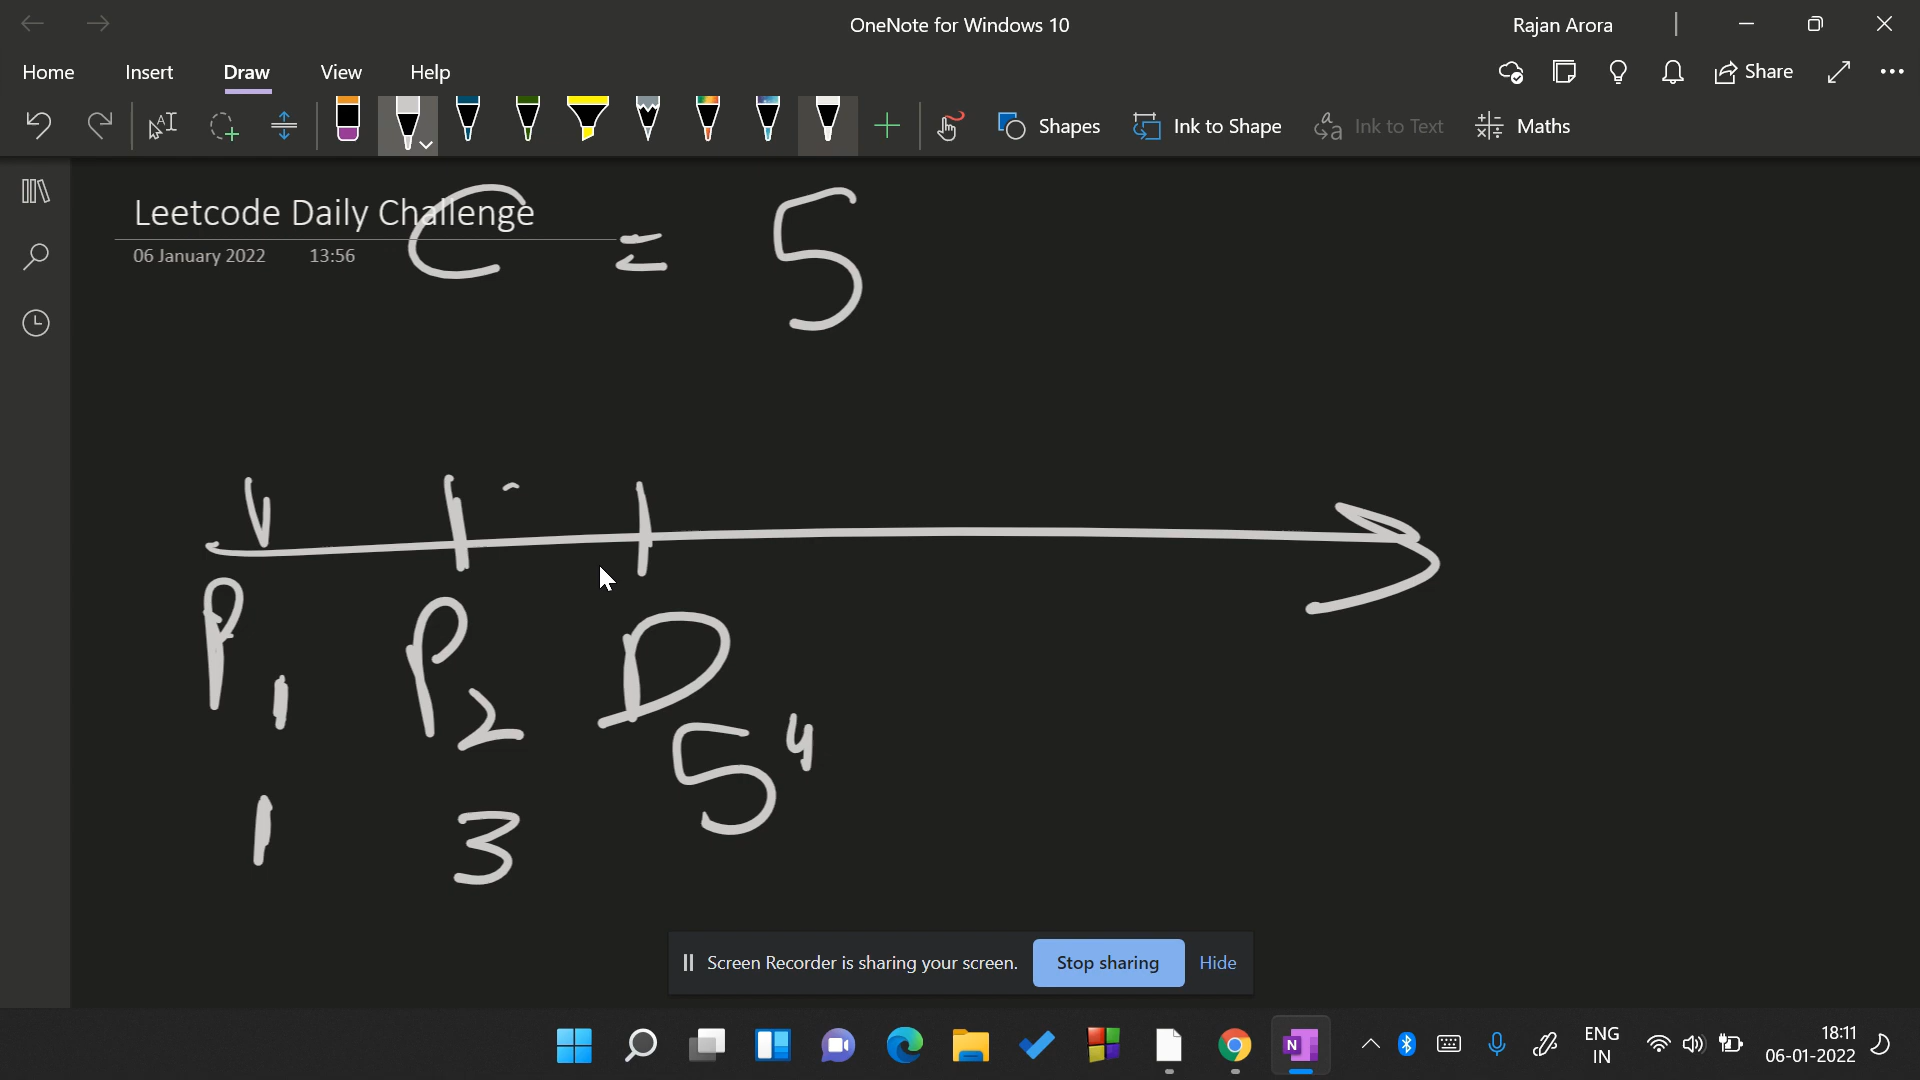 OneNote for Windows 10
Rajan Arora
Home Insert Draw View Help
Share
Shapes Ink to Shape Ink to Text Maths
Leetcode Daily Challenge
06 January 2022 13:56
C = 5
P1 P2 D
1 3 5 4
Screen Recorder is sharing your screen. Stop sharing Hide
ENG
IN
18:11
06-01-2022